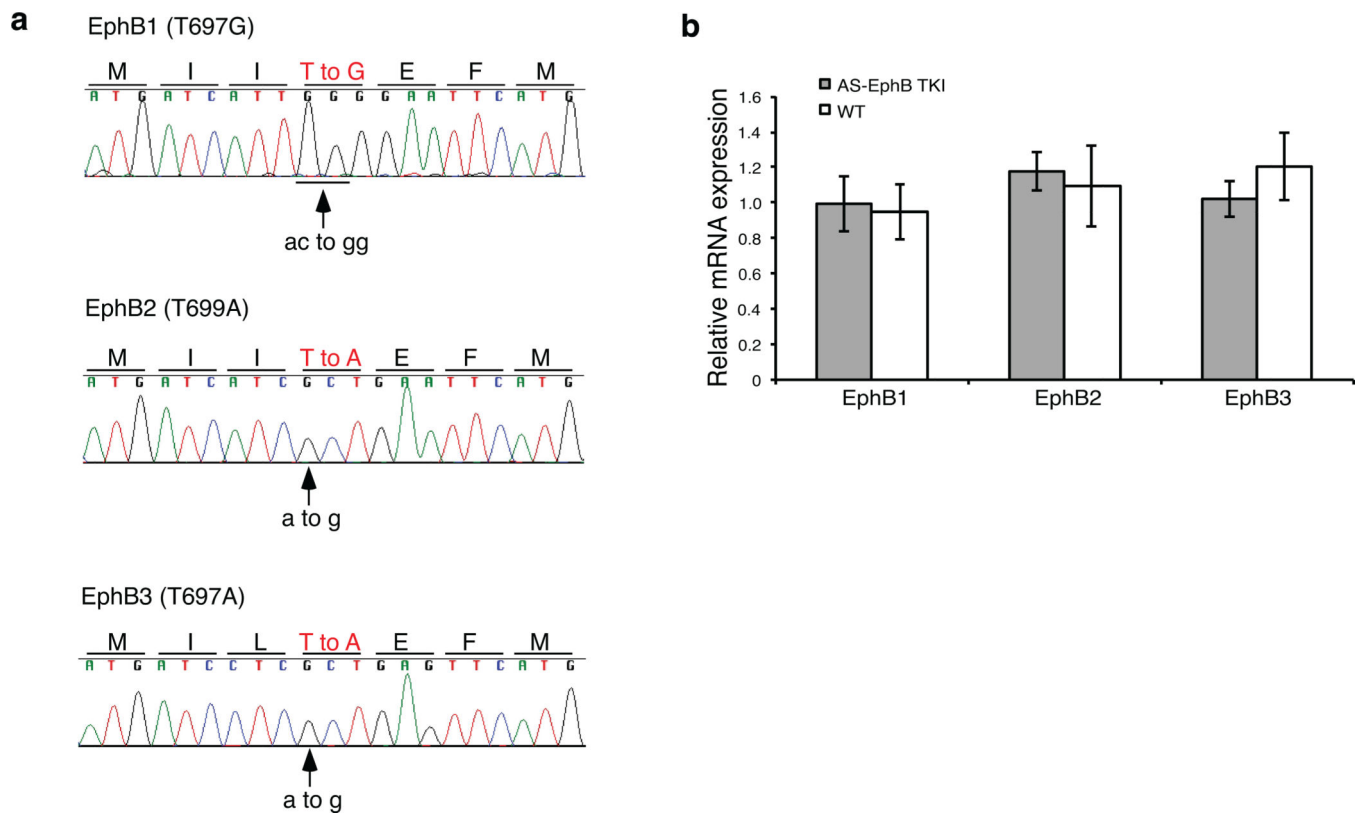 a
EphB1 (T697G)
M I I T to G E F M
A T G A T C A T T G G G G A A T T C A T G
ac to gg
EphB2 (T699A)
M I I T to A E F M
A T G A T C A T C G C T G A A T T C A T G
a to g
EphB3 (T697A)
M I L T to A E F M
A T G A T C C T C G C T G A G T T C A T G
a to g
b
AS-EphB TKI
WT
Relative mRNA expression
1.6
1.4
1.2
1.0
0.8
0.6
0.4
0.2
0
EphB1 EphB2 EphB3